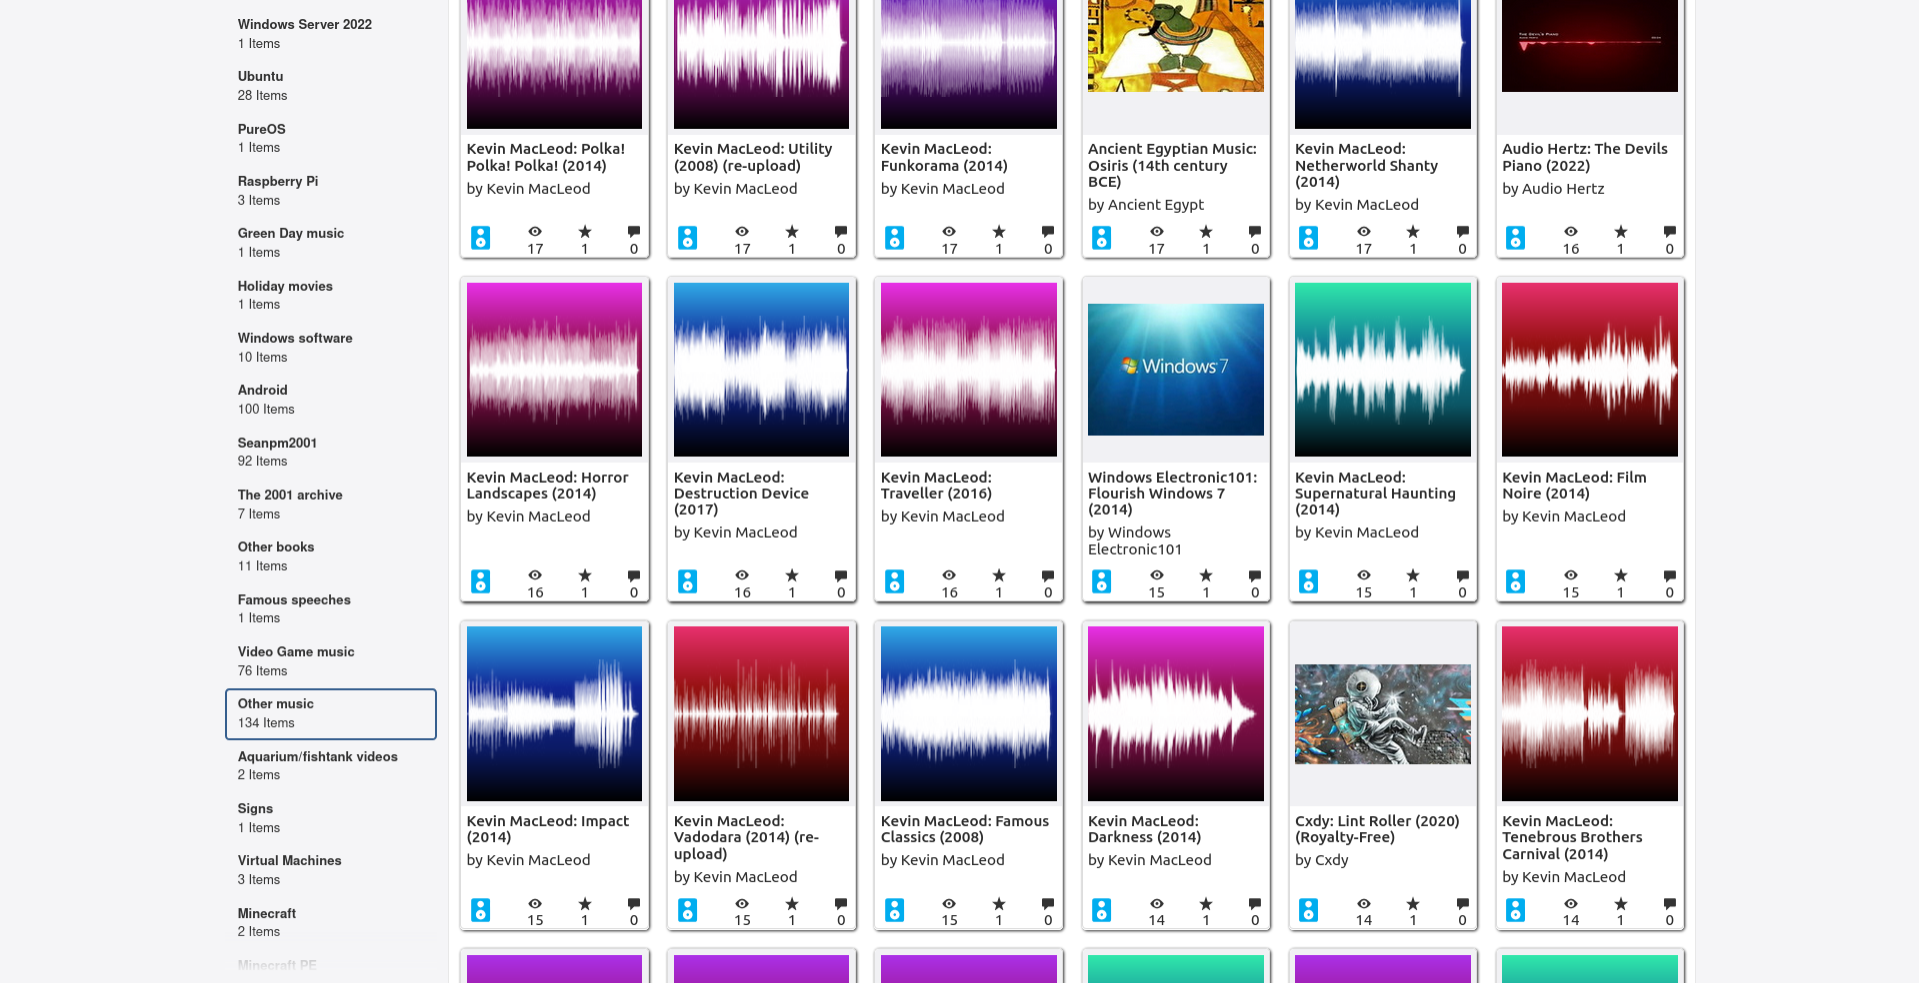 Windows Server 2022
1 Items
Ubuntu
28 Items
PureOS
1 Items
Raspberry Pi
3 Items
Green Day music
1 Items
Holiday movies
1 Items
Windows software
10 Items
Android
100 Items
Seanpm2001
92 Items
The 2001 archive
7 Items
Other books
11 Items
Famous speeches
1 Items
Video Game music
76 Items
Other music
134 Items
Aquarium/fishtank videos
2 Items
Signs
1 Items
Virtual Machines
3 Items
Minecraft
2 Items
Minecraft PE
Kevin MacLeod: Polka!
Polka! Polka! (2014)
by Kevin MacLeod
17 1 0
Kevin MacLeod: Utility
(2008) (re-upload)
by Kevin MacLeod
17 1 0
Kevin MacLeod:
Funkorama (2014)
by Kevin MacLeod
17 1 0
Ancient Egyptian Music:
Osiris (14th century
BCE)
by Ancient Egypt
17 1 0
Kevin MacLeod:
Netherworld Shanty
(2014)
by Kevin MacLeod
17 1 0
The Devil's Piano
Audio Hertz: The Devils
Piano (2022)
by Audio Hertz
16 1 0
Kevin MacLeod: Horror
Landscapes (2014)
by Kevin MacLeod
16 1 0
Kevin MacLeod:
Destruction Device
(2017)
by Kevin MacLeod
16 1 0
Kevin MacLeod:
Traveller (2016)
by Kevin MacLeod
16 1 0
Windows 7
Windows Electronic101:
Flourish Windows 7
(2014)
by Windows
Electronic101
15 1 0
Kevin MacLeod:
Supernatural Haunting
(2014)
by Kevin MacLeod
15 1 0
Kevin MacLeod: Film
Noire (2014)
by Kevin MacLeod
15 1 0
Kevin MacLeod: Impact
(2014)
by Kevin MacLeod
15 1 0
Kevin MacLeod:
Vadodara (2014) (re-
upload)
by Kevin MacLeod
15 1 0
Kevin MacLeod: Famous
Classics (2008)
by Kevin MacLeod
15 1 0
Kevin MacLeod:
Darkness (2014)
by Kevin MacLeod
14 1 0
Cxdy: Lint Roller (2020)
(Royalty-Free)
by Cxdy
14 1 0
Kevin MacLeod:
Tenebrous Brothers
Carnival (2014)
by Kevin MacLeod
14 1 0